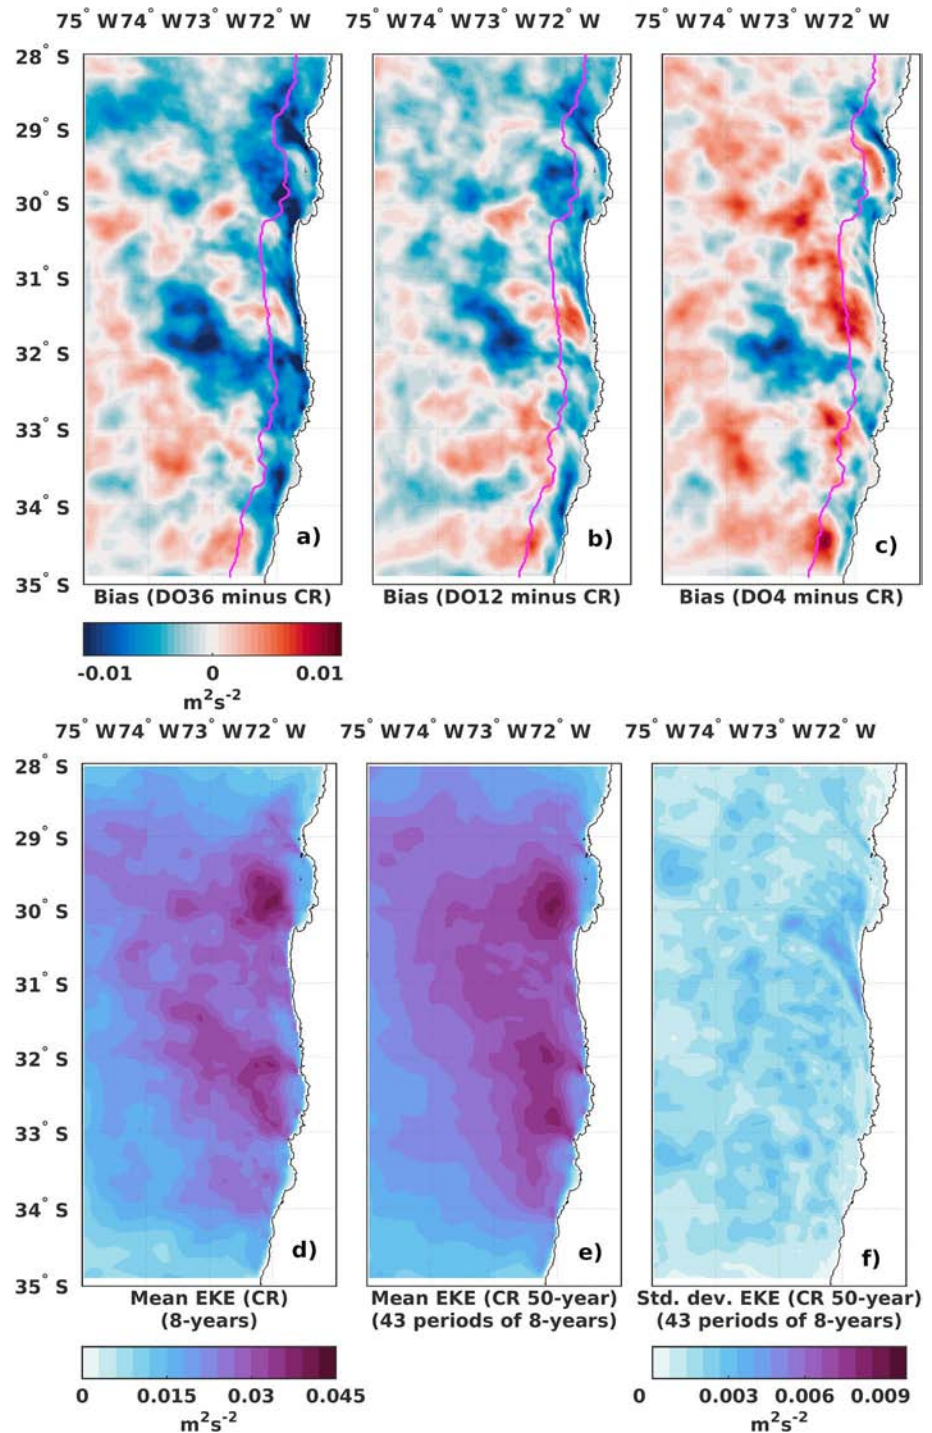 75° W74° W73° W72° W 75° W74° W73° W72° W 75° W74° W73° W72° W
28° S
29° S
30° S
31° S
32° S
33° S
34° S
35° S
a) b) c)
Bias (DO36 minus CR) Bias (DO12 minus CR) Bias (DO4 minus CR)
-0.01 0 0.01
m²s⁻²
75° W74° W73° W72° W 75° W74° W73° W72° W 75° W74° W73° W72° W
28° S
29° S
30° S
31° S
32° S
33° S
34° S
35° S
d) e) f)
Mean EKE (CR) Mean EKE (CR 50-year) Std. dev. EKE (CR 50-year)
(8-years) (43 periods of 8-years) (43 periods of 8-years)
0 0.015 0.03 0.045 0 0.003 0.006 0.009
m²s⁻² m²s⁻²